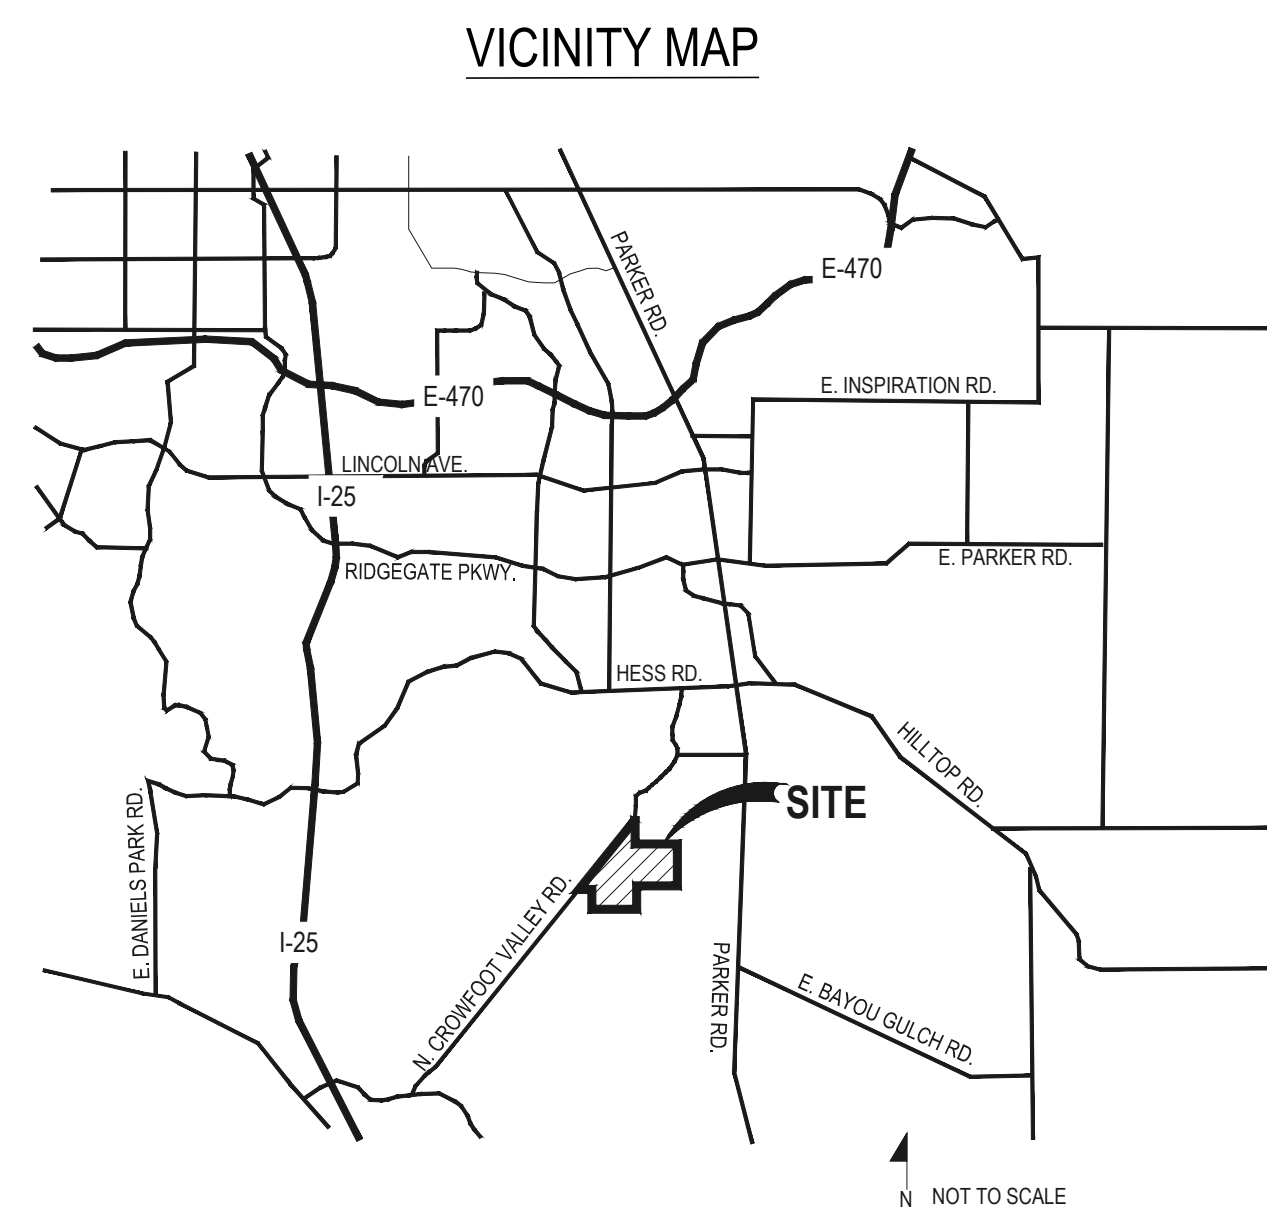 VICINITY MAP
PARKER RD.
E-470
E. INSPIRATION RD.
E-470
LINCOLN AVE.
I-25
E. PARKER RD.
RIDGEGATE PKWY.
HESS RD.
HILLTOP RD.
SITE
E. DANIELS PARK RD.
N. CROWFOOT VALLEY RD.
I-25
PARKER RD.
E. BAYOU GULCH RD.
N
NOT TO SCALE